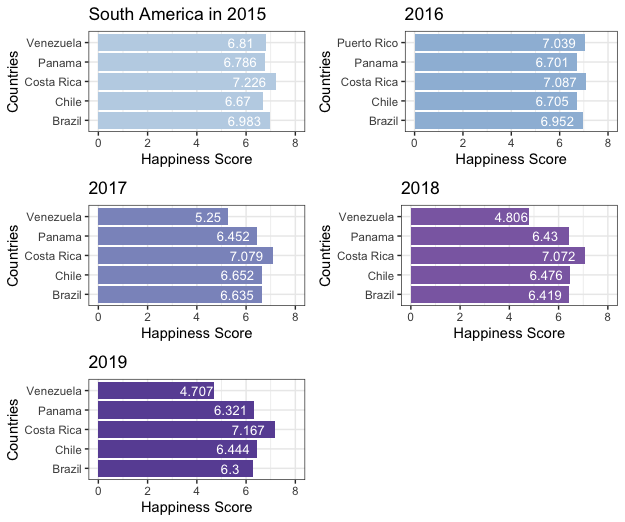 South America in 2015
Countries
Venezuela 6.81
Panama 6.786
Costa Rica 7.226
Chile 6.67
Brazil 6.983
0 2 4 6 8
Happiness Score
2016
Countries
Puerto Rico 7.039
Panama 6.701
Costa Rica 7.087
Chile 6.705
Brazil 6.952
0 2 4 6 8
Happiness Score
2017
Countries
Venezuela 5.25
Panama 6.452
Costa Rica 7.079
Chile 6.652
Brazil 6.635
0 2 4 6 8
Happiness Score
2018
Countries
Venezuela 4.806
Panama 6.43
Costa Rica 7.072
Chile 6.476
Brazil 6.419
0 2 4 6 8
Happiness Score
2019
Countries
Venezuela 4.707
Panama 6.321
Costa Rica 7.167
Chile 6.444
Brazil 6.3
0 2 4 6 8
Happiness Score